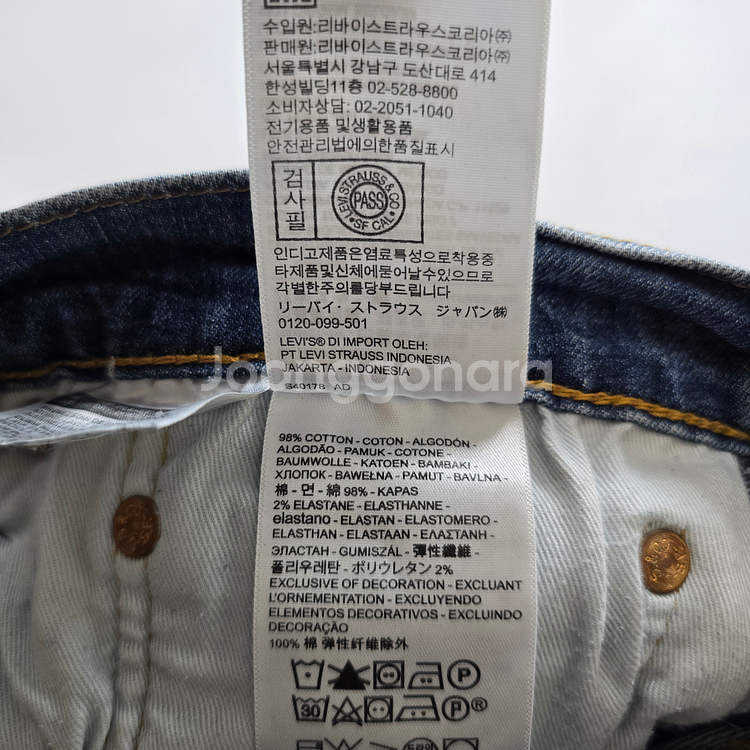 수입원:리바이스트라우스코리아㈜
판매원:리바이스트라우스코리아㈜
서울특별시 강남구 도산대로 414
한성빌딩11층 02-528-8800
소비자상담: 02-2051-1040
전기용품 및생활용품
안전관리법에의한품질표시
검사필
LEVI STRAUSS & CO
PASS
SF CAL.
인디고제품은염료특성으로착용중
타제품및신체에묻어날수있으므로
각별한주의를당부드립니다
リーバイ・ストラウス ジャパン㈱
0120-099-501
LEVI'S® DI IMPORT OLEH:
PT LEVI STRAUSS INDONESIA
JAKARTA - INDONESIA
S40178 AD
Joonggonara
98% COTTON - COTON - ALGODÓN -
ALGODÃO - PAMUK - COTONE -
BAUMWOLLE - KATOEN - BAMBAKI -
ХЛОПОК - BAWEŁNA - PAMUT - BAVLNA -
棉 - 면 - 綿 98% - KAPAS
2% ELASTANE - ELASTHANNE -
elastano - ELASTAN - ELASTOMERO -
ELASTHAN - ELASTAAN - ΕΛΑΣΤΑΝΗ -
ЭЛАСТАН - GUMISZÁL - 彈性纖維 -
폴리우레탄 - ポリウレタン 2%
EXCLUSIVE OF DECORATION - EXCLUANT
L'ORNEMENTATION - EXCLUYENDO
ELEMENTOS DECORATIVOS - EXCLUINDO
DECORAÇÃO
100% 棉 弹性纤维除外
P
30 P ®